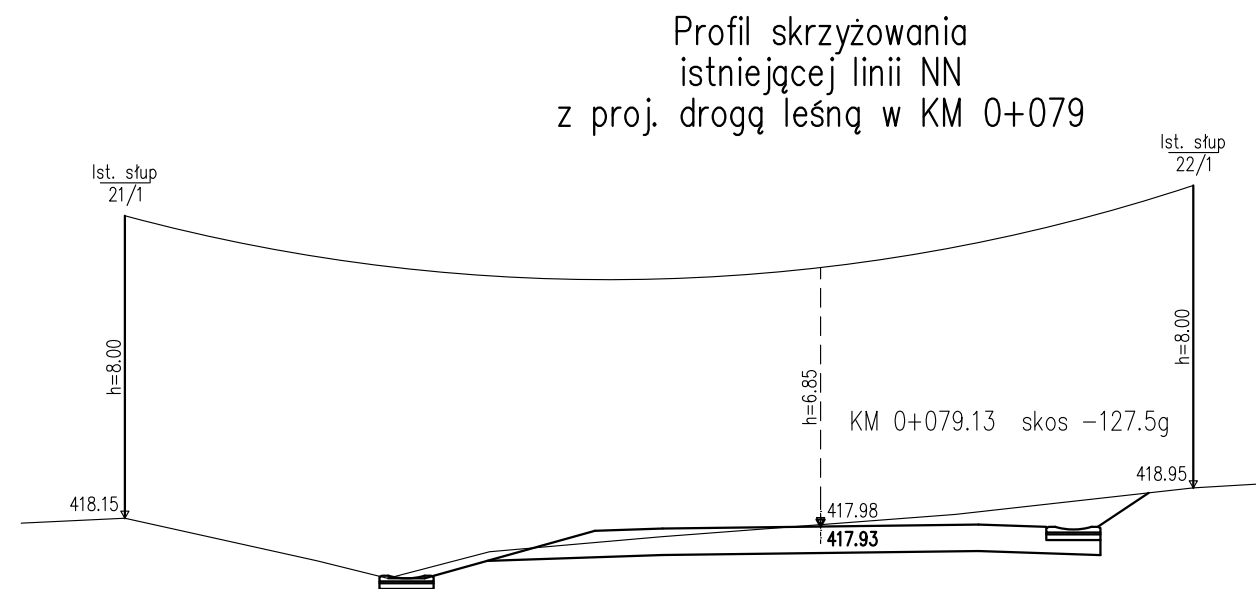 Profil skrzyżowania
istniejącej linii NN
z proj. drogą leśną w KM 0+079
Ist. słup
21/1
Ist. słup
22/1
h=8.00
h=6.85
h=8.00
KM 0+079.13 skos -127.5g
418.15
418.95
417.98
417.93